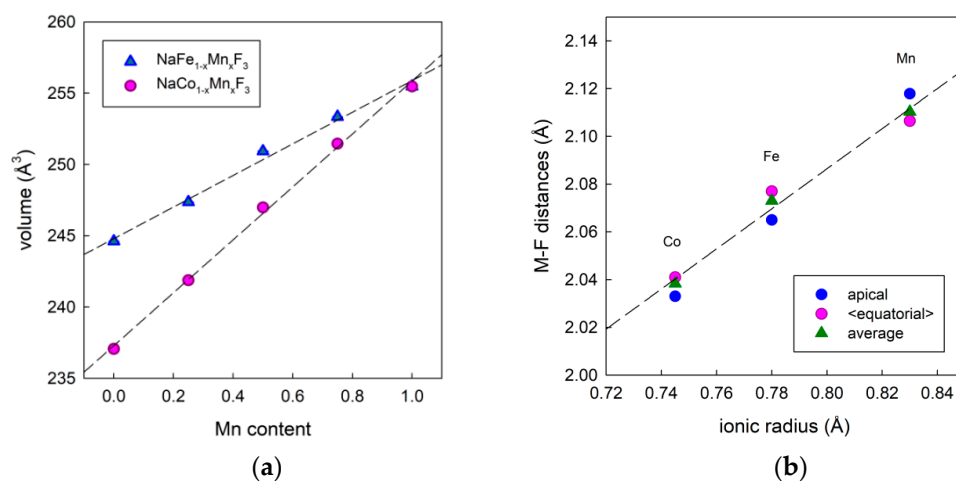 260
255
250
245
240
235
volume (Å³)
NaFe₁₋ₓMnₓF₃
NaCo₁₋ₓMnₓF₃
0.0 0.2 0.4 0.6 0.8 1.0
Mn content
(a)
2.14
2.12
2.10
2.08
2.06
2.04
2.02
2.00
M-F distances (Å)
Mn
Fe
Co
apical
<equatorial>
average
0.72 0.74 0.76 0.78 0.80 0.82 0.84
ionic radius (Å)
(b)